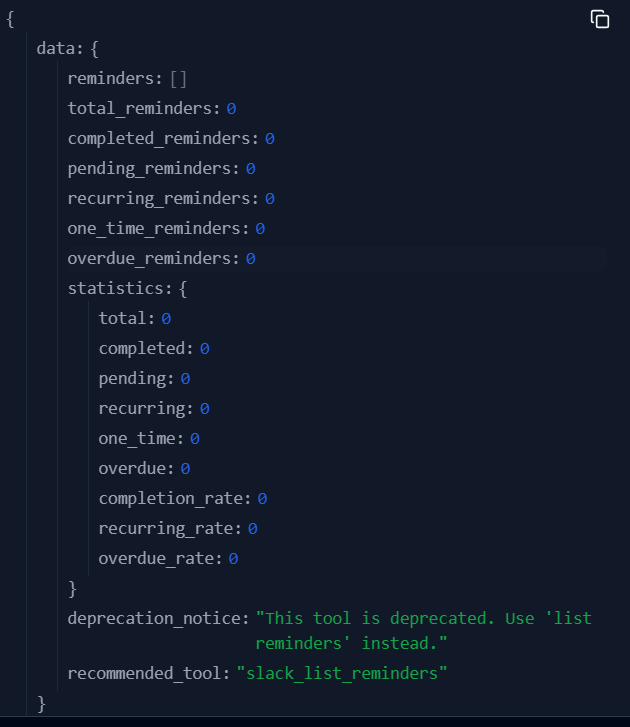 {
data: {
reminders: []
total_reminders: 0
completed_reminders: 0
pending_reminders: 0
recurring_reminders: 0
one_time_reminders: 0
overdue_reminders: 0
statistics: {
total: 0
completed: 0
pending: 0
recurring: 0
one_time: 0
overdue: 0
completion_rate: 0
recurring_rate: 0
overdue_rate: 0
}
deprecation_notice: "This tool is deprecated. Use 'list
reminders' instead."
recommended_tool: "slack_list_reminders"
}